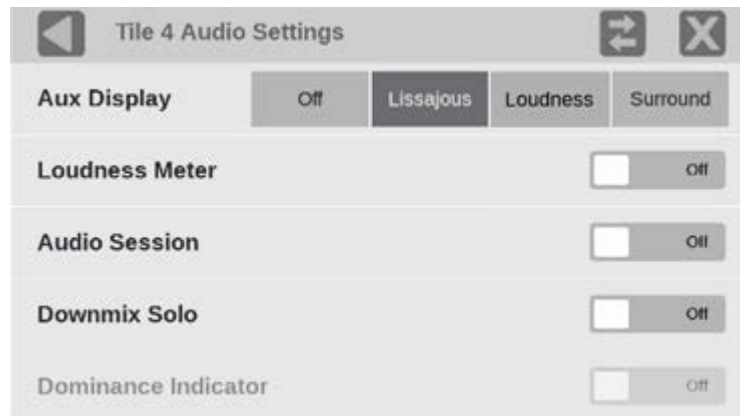 Tile 4 Audio Settings
Aux Display Off Lissajous Loudness Surround
Loudness Meter Off
Audio Session Off
Downmix Solo Off
Dominance Indicator Off